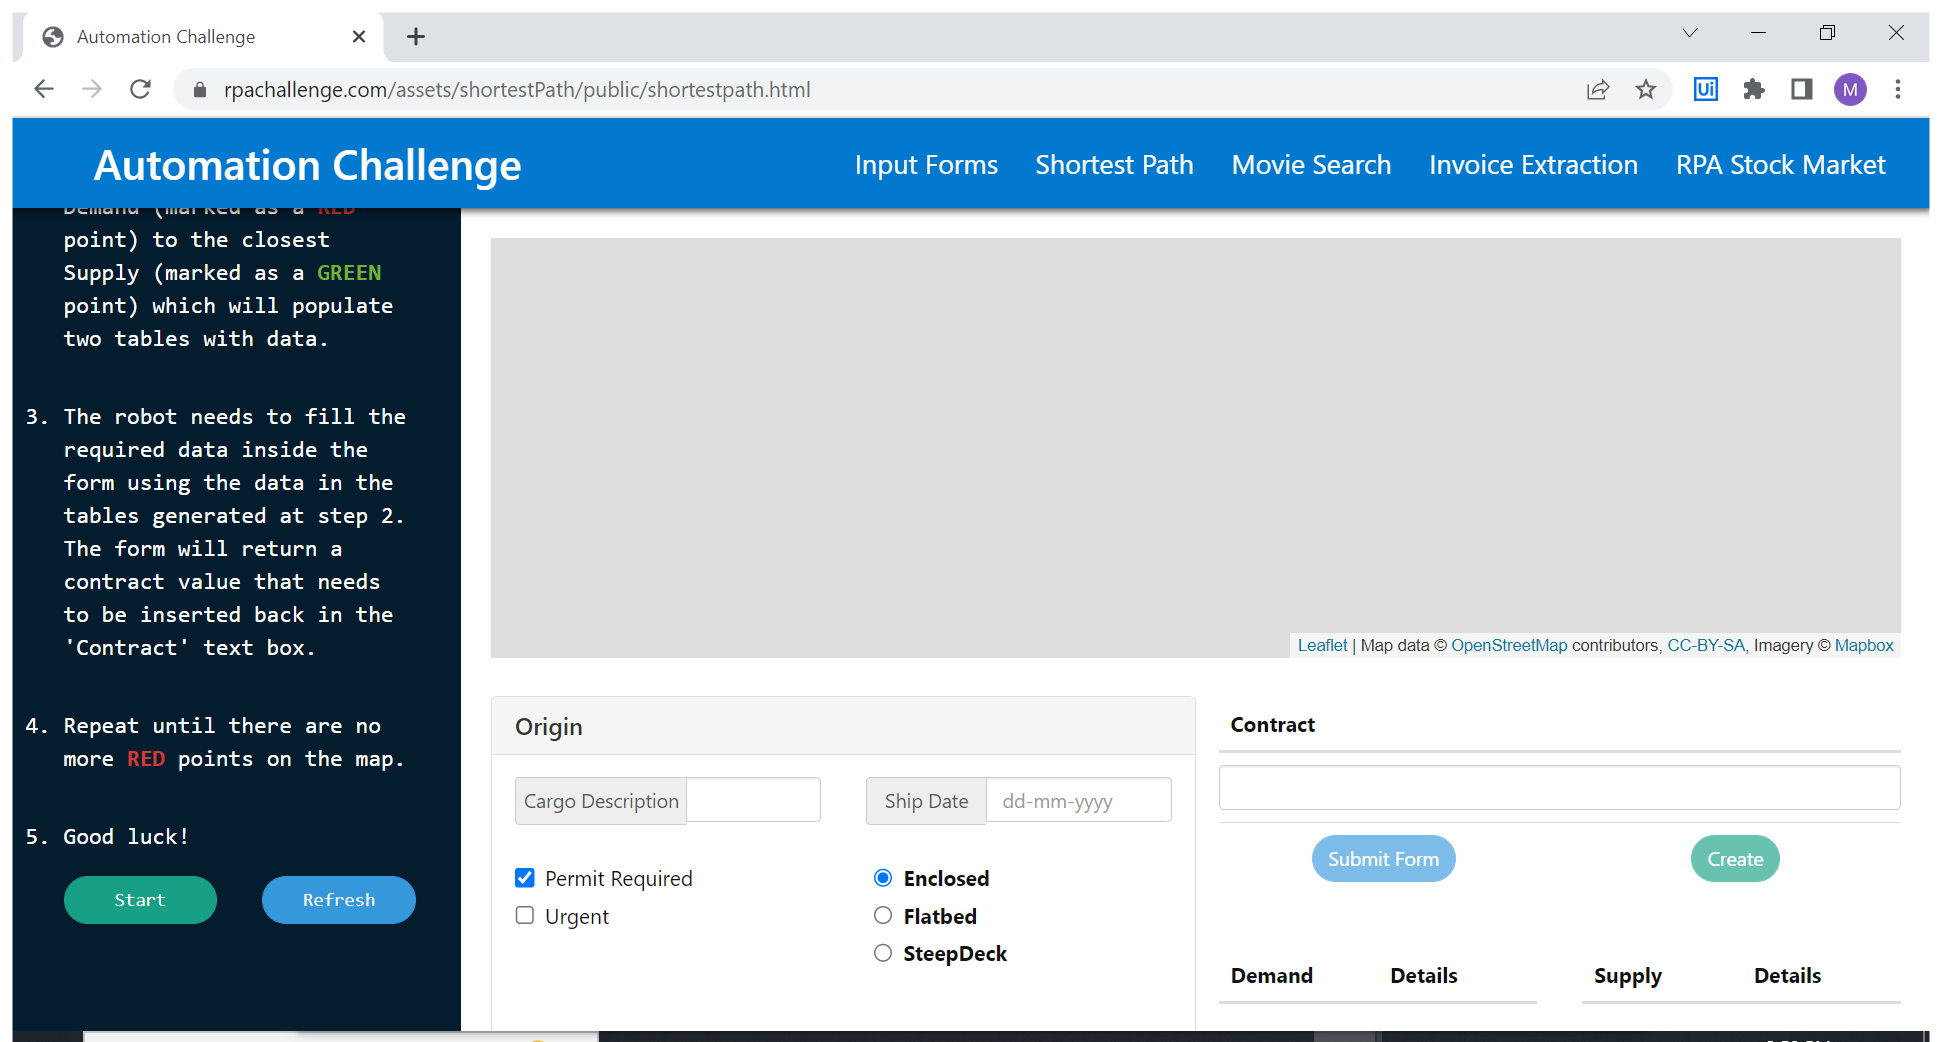 Automation Challenge
rpachallenge.com/assets/shortestPath/public/shortestpath.html
Ui
M
Automation Challenge
Input Forms
Shortest Path
Movie Search
Invoice Extraction
RPA Stock Market
Demand (marked as a RED
point) to the closest
Supply (marked as a GREEN
point) which will populate
two tables with data.
3. The robot needs to fill the
required data inside the
form using the data in the
tables generated at step 2.
The form will return a
contract value that needs
to be inserted back in the
'Contract' text box.
4. Repeat until there are no
more RED points on the map.
5. Good luck!
Start
Refresh
Leaflet | Map data © OpenStreetMap contributors, CC-BY-SA, Imagery © Mapbox
Origin
Cargo Description
Ship Date
dd-mm-yyyy
Permit Required
Urgent
Enclosed
Flatbed
SteepDeck
Contract
Submit Form
Create
Demand
Details
Supply
Details